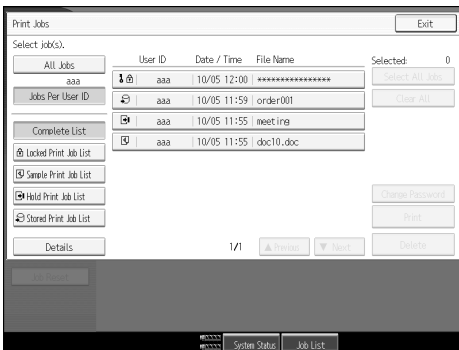 Print Jobs
Exit
Select job(s).
All Jobs
aaa
Jobs Per User ID
Complete List
Locked Print Job List
Sample Print Job List
Hold Print Job List
Stored Print Job List
Details
User ID Date / Time File Name
aaa 10/05 12:00 ****************
aaa 10/05 11:59 order001
aaa 10/05 11:55 meeting
aaa 10/05 11:55 doc10.doc
1/1
Previous
Next
Selected: 0
Select All Jobs
Clear All
Change Password
Print
Delete
Job Reset
System Status
Job List